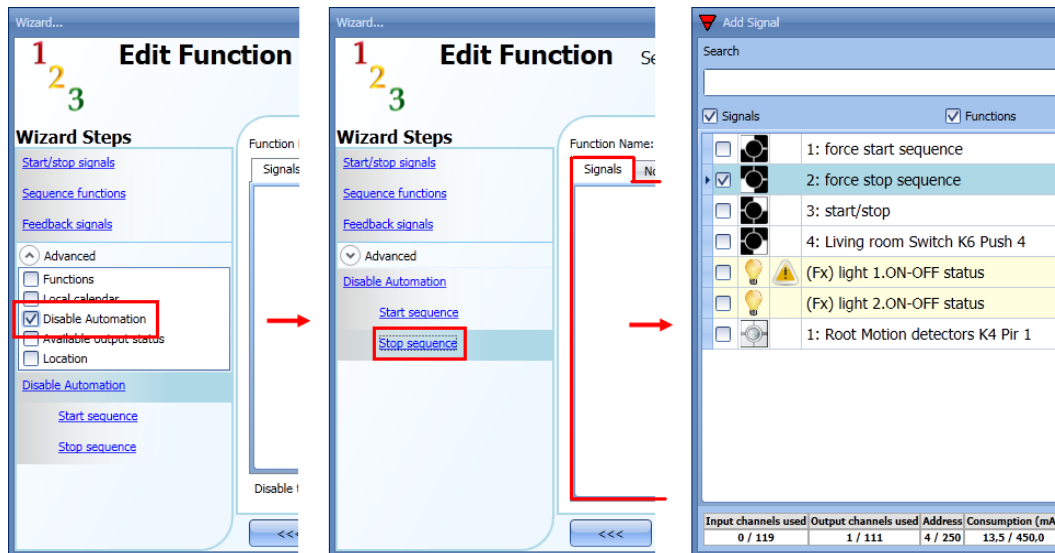 Wizard...
1
2
3
Edit Function
Wizard Steps
Start/stop signals
Sequence functions
Feedback signals
Advanced
Functions
Local calendar
Disable Automation
Available output status
Location
Disable Automation
Start sequence
Stop sequence
Function
Signals
Disable
<<
Wizard...
1
2
3
Edit Function Se
Wizard Steps
Start/stop signals
Sequence functions
Feedback signals
Advanced
Disable Automation
Start sequence
Stop sequence
Function Name:
Signals
<<<
Add Signal
Search
Signals Functions
1: force start sequence
2: force stop sequence
3: start/stop
4: Living room Switch K6 Push 4
(Fx) light 1.ON-OFF status
(Fx) light 2.ON-OFF status
1: Root Motion detectors K4 Pir 1
Input channels used Output channels used Address Consumption (mA
0 / 119 1 / 111 4 / 250 13,5 / 450,0